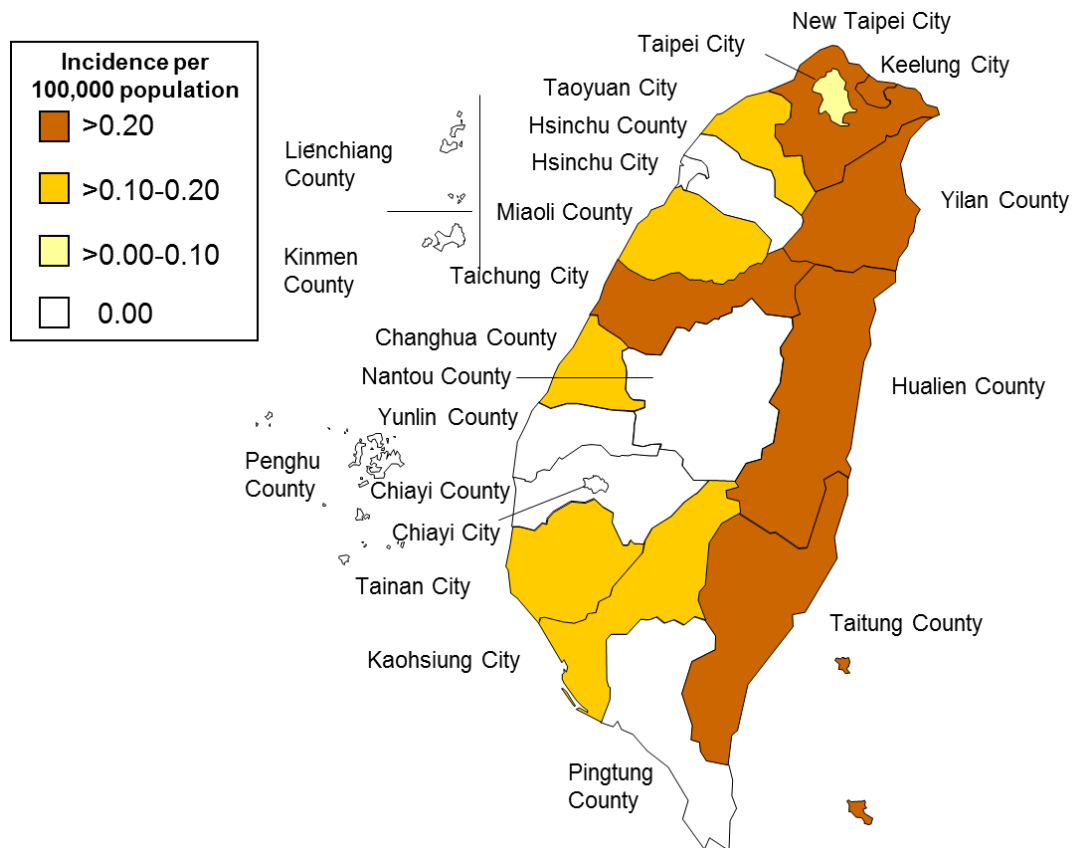 Incidence per
100,000 population
>0.20
>0.10-0.20
>0.00-0.10
0.00
New Taipei City
Taipei City
Keelung City
Taoyuan City
Hsinchu County
Hsinchu City
Lienchiang
County
Miaoli County
Yilan County
Kinmen
County
Taichung City
Changhua County
Nantou County
Hualien County
Yunlin County
Penghu
County
Chiayi County
Chiayi City
Tainan City
Taitung County
Kaohsiung City
Pingtung
County